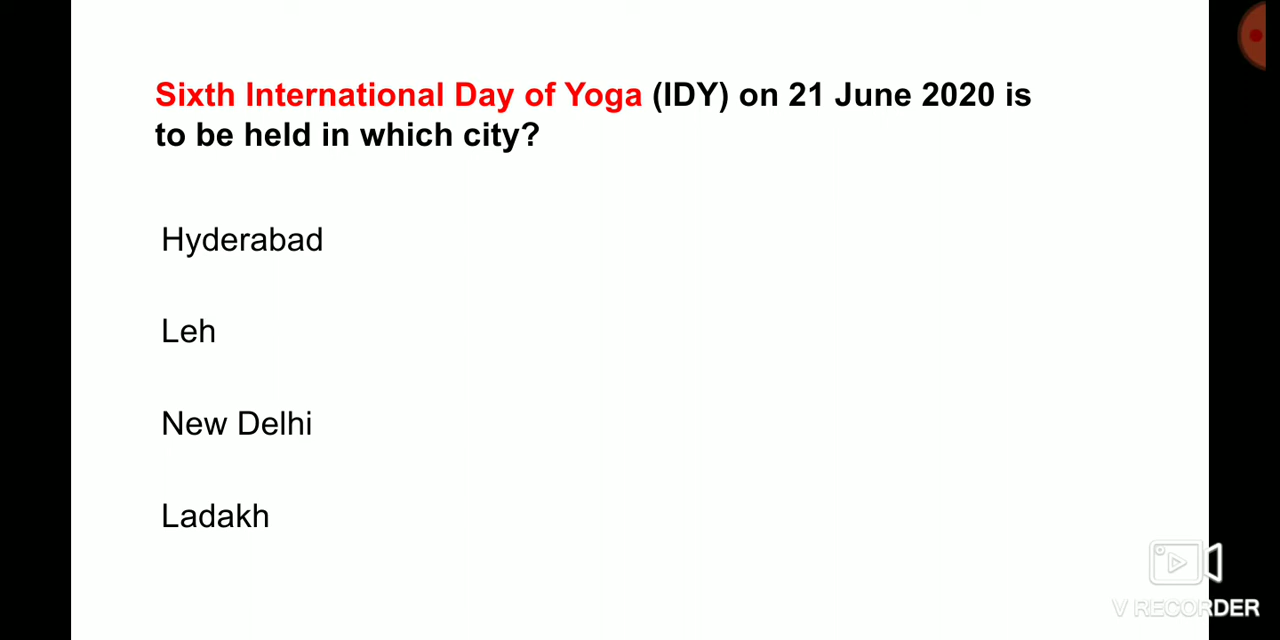 Sixth International Day of Yoga (IDY) on 21 June 2020 is
to be held in which city?
Hyderabad
Leh
New Delhi
Ladakh
V RECORDER